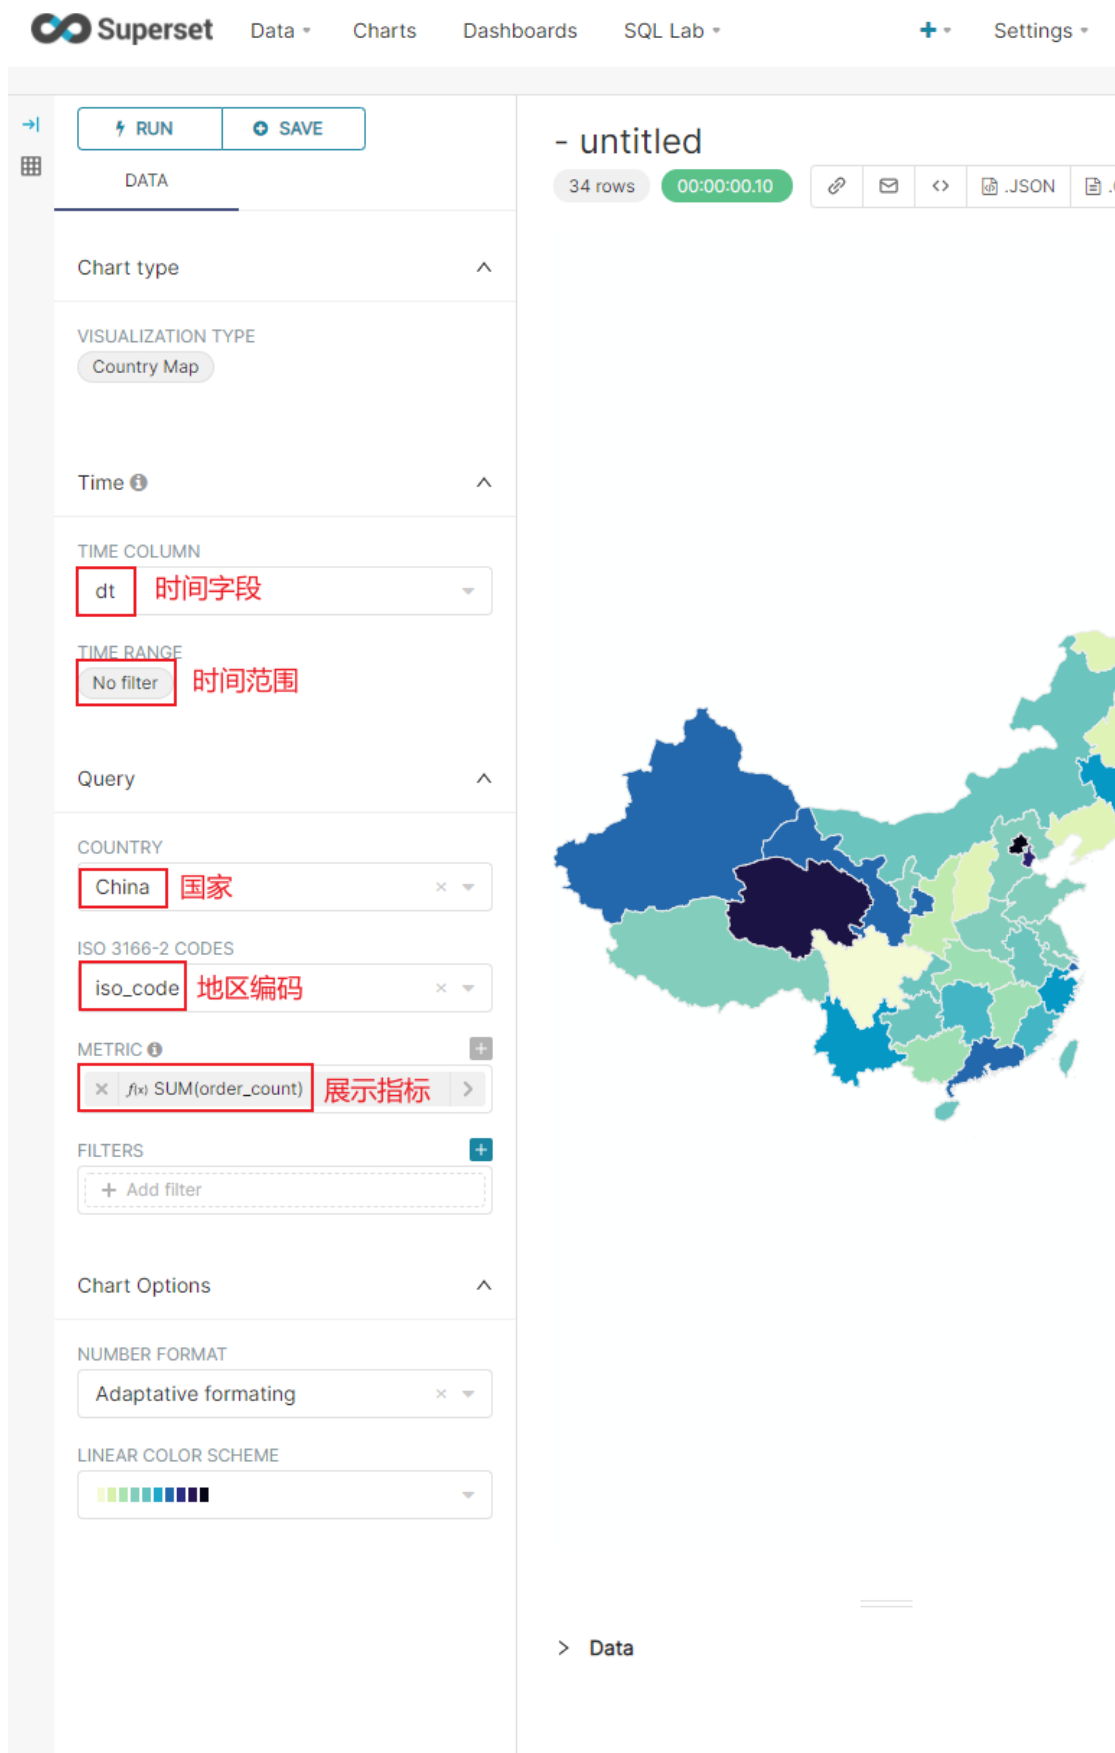 Superset Data Charts Dashboards SQL Lab + Settings
RUN SAVE
DATA
- untitled
34 rows 00:00:00.10 .JSON
Chart type
VISUALIZATION TYPE
Country Map
Time
TIME COLUMN
dt 时间字段
TIME RANGE
No filter 时间范围
Query
COUNTRY
China 国家
ISO 3166-2 CODES
iso_code 地区编码
METRIC
f(x) SUM(order_count) 展示指标
FILTERS
+ Add filter
Chart Options
NUMBER FORMAT
Adaptative formating
LINEAR COLOR SCHEME
Data